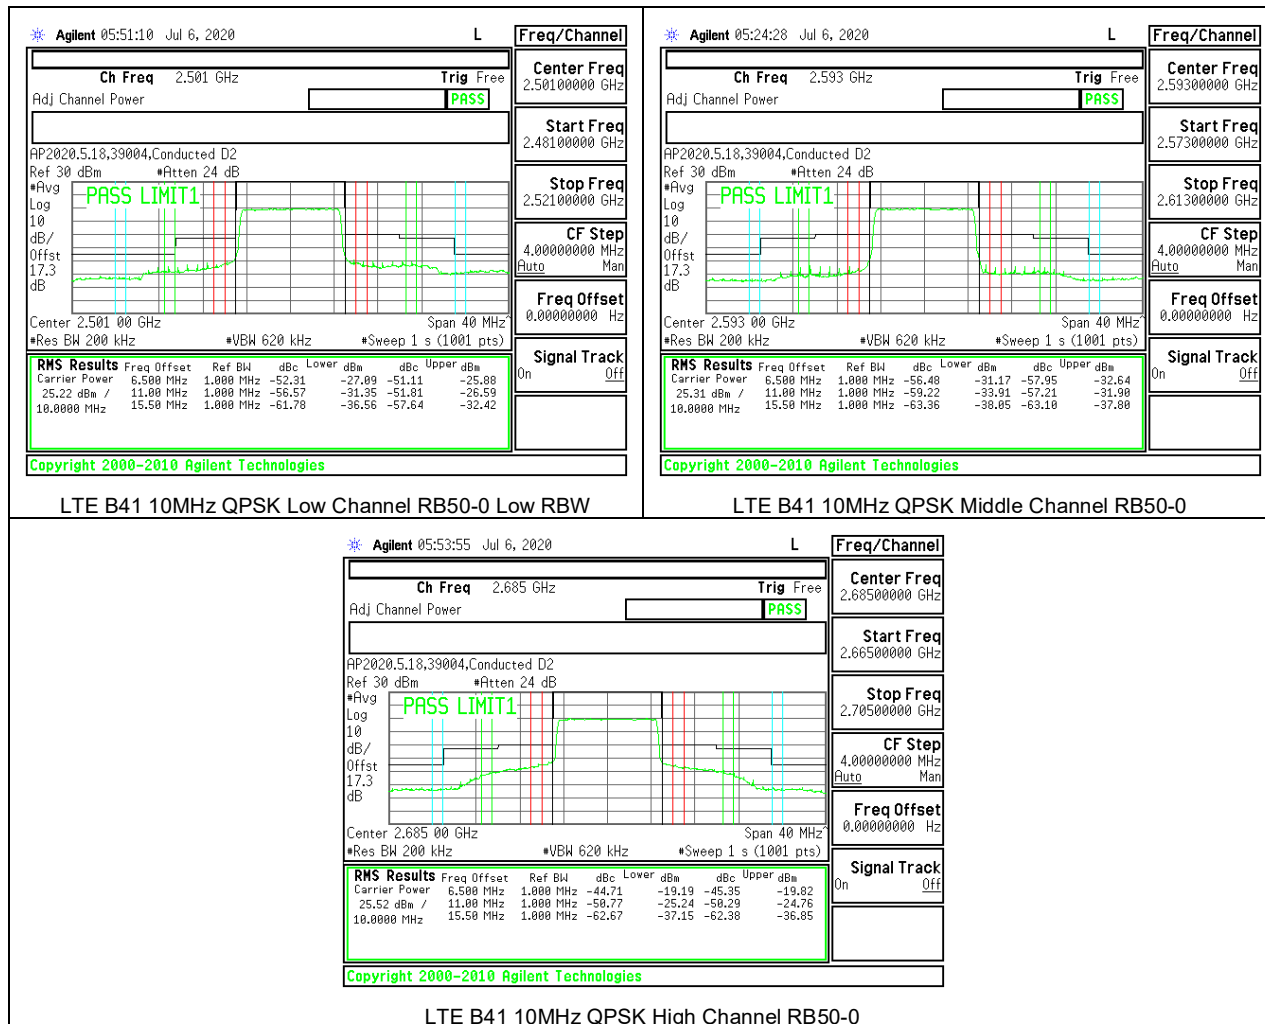 Agilent 05:51:10 Jul 6, 2020 L
Freq/Channel
Ch Freq 2.501 GHz Trig Free
Adj Channel Power PASS
AP2020.5.18,39004,Conducted D2
Ref 30 dBm #Atten 24 dB
#Avg
Log
10
dB/
Offst
17.3
dB
PASS LIMIT1
Center 2.501 00 GHz Span 40 MHz^
#Res BW 200 kHz #VBW 620 kHz #Sweep 1 s (1001 pts)
RMS Results Freq Offset Ref BW dBc Lower dBm dBc Upper dBm
Carrier Power 6.500 MHz 1.000 MHz -52.31 -27.09 -51.11 -25.88
25.22 dBm / 11.00 MHz 1.000 MHz -56.57 -31.35 -51.81 -26.59
10.0000 MHz 15.50 MHz 1.000 MHz -61.78 -36.56 -57.64 -32.42
Copyright 2000-2010 Agilent Technologies
Center Freq
2.50100000 GHz
Start Freq
2.48100000 GHz
Stop Freq
2.52100000 GHz
CF Step
4.00000000 MHz
Auto Man
Freq Offset
0.00000000 Hz
Signal Track
On Off
LTE B41 10MHz QPSK Low Channel RB50-0 Low RBW
Agilent 05:24:28 Jul 6, 2020 L
Freq/Channel
Ch Freq 2.593 GHz Trig Free
Adj Channel Power PASS
AP2020.5.18,39004,Conducted D2
Ref 30 dBm #Atten 24 dB
#Avg
Log
10
dB/
Offst
17.3
dB
PASS LIMIT1
Center 2.593 00 GHz Span 40 MHz^
#Res BW 200 kHz #VBW 620 kHz #Sweep 1 s (1001 pts)
RMS Results Freq Offset Ref BW dBc Lower dBm dBc Upper dBm
Carrier Power 6.500 MHz 1.000 MHz -56.48 -31.17 -57.95 -32.64
25.31 dBm / 11.00 MHz 1.000 MHz -59.22 -33.91 -57.21 -31.90
10.0000 MHz 15.50 MHz 1.000 MHz -63.36 -38.05 -63.10 -37.80
Copyright 2000-2010 Agilent Technologies
Center Freq
2.59300000 GHz
Start Freq
2.57300000 GHz
Stop Freq
2.61300000 GHz
CF Step
4.00000000 MHz
Auto Man
Freq Offset
0.00000000 Hz
Signal Track
On Off
LTE B41 10MHz QPSK Middle Channel RB50-0
Agilent 05:53:55 Jul 6, 2020 L
Freq/Channel
Ch Freq 2.685 GHz Trig Free
Adj Channel Power PASS
AP2020.5.18,39004,Conducted D2
Ref 30 dBm #Atten 24 dB
#Avg
Log
10
dB/
Offst
17.3
dB
PASS LIMIT1
Center 2.685 00 GHz Span 40 MHz^
#Res BW 200 kHz #VBW 620 kHz #Sweep 1 s (1001 pts)
RMS Results Freq Offset Ref BW dBc Lower dBm dBc Upper dBm
Carrier Power 6.500 MHz 1.000 MHz -44.71 -19.19 -45.35 -19.82
25.52 dBm / 11.00 MHz 1.000 MHz -50.77 -25.24 -50.29 -24.76
10.0000 MHz 15.50 MHz 1.000 MHz -62.67 -37.15 -62.38 -36.85
Copyright 2000-2010 Agilent Technologies
Center Freq
2.68500000 GHz
Start Freq
2.66500000 GHz
Stop Freq
2.70500000 GHz
CF Step
4.00000000 MHz
Auto Man
Freq Offset
0.00000000 Hz
Signal Track
On Off
LTE B41 10MHz QPSK High Channel RB50-0